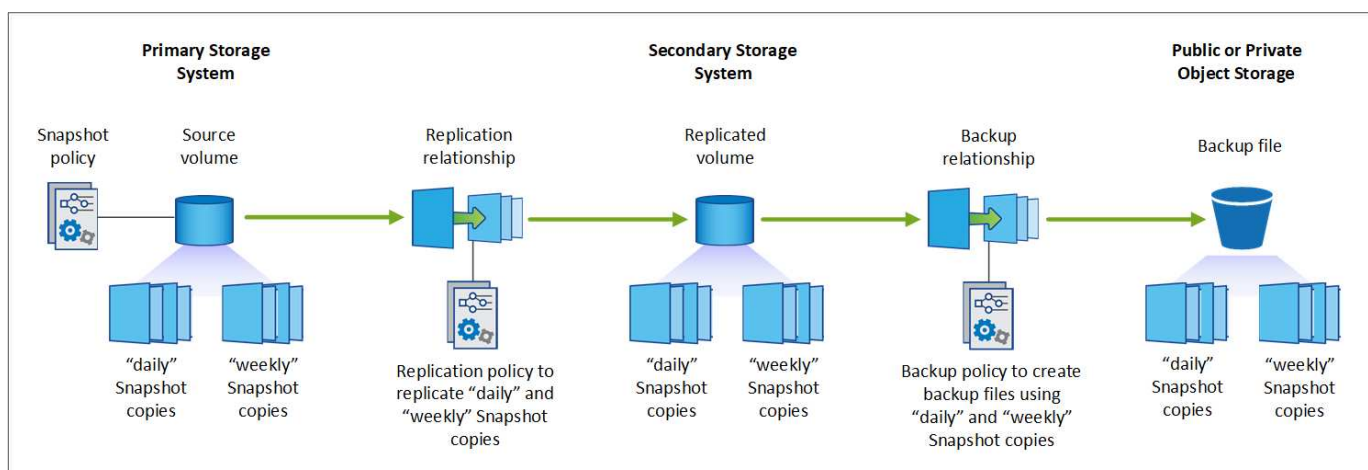 Primary Storage
System
Secondary Storage
System
Public or Private
Object Storage
Snapshot
policy
Source
volume
Replication
relationship
Replicated
volume
Backup
relationship
Backup file
“daily”
Snapshot
copies
“weekly”
Snapshot
copies
Replication policy to
replicate “daily” and
“weekly” Snapshot
copies
“daily”
Snapshot
copies
“weekly”
Snapshot
copies
Backup policy to create
backup files using
“daily” and “weekly”
Snapshot copies
“daily”
Snapshot
copies
“weekly”
Snapshot
copies